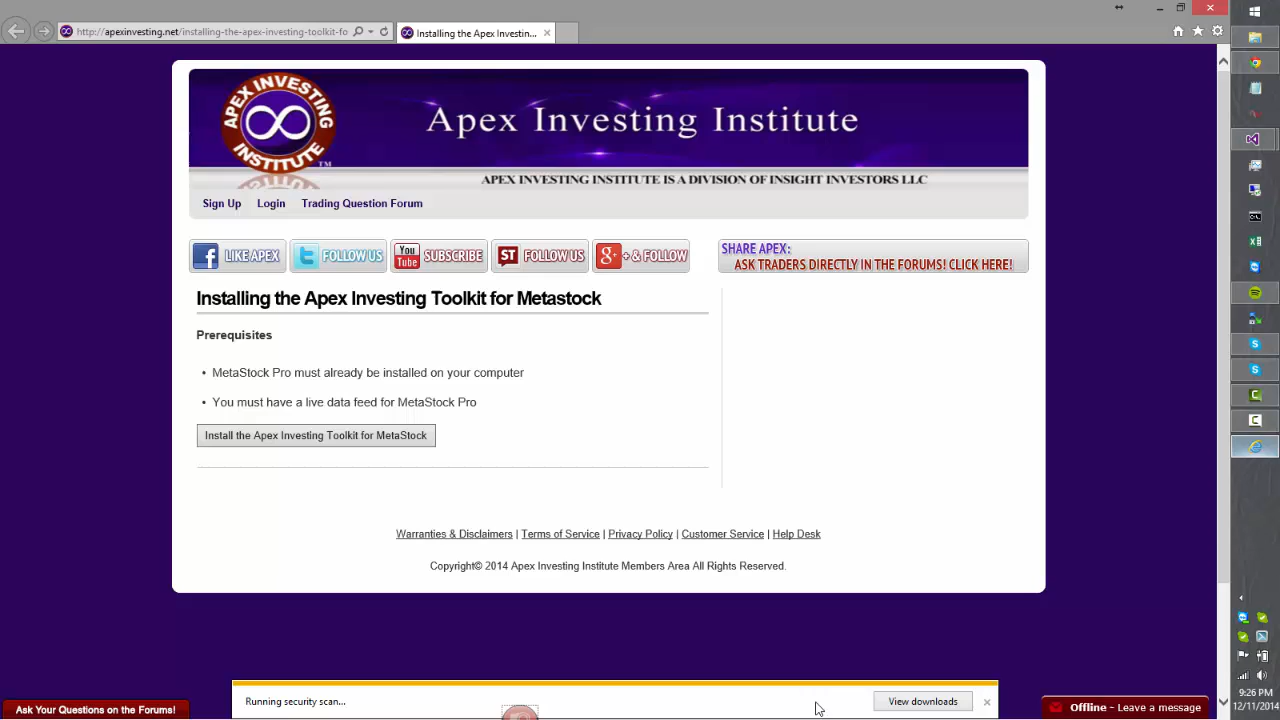 http://apexinvesting.net/installing-the-apex-investing-toolkit-fo
Installing the Apex Investin...
APEX INVESTING INSTITUTE TM
Apex Investing Institute
APEX INVESTING INSTITUTE IS A DIVISION OF INSIGHT INVESTORS LLC
Sign Up Login Trading Question Forum
LIKE APEX FOLLOW US You Tube SUBSCRIBE ST FOLLOW US g+ + & FOLLOW
SHARE APEX:
ASK TRADERS DIRECTLY IN THE FORUMS! CLICK HERE!
Installing the Apex Investing Toolkit for Metastock
Prerequisites
• MetaStock Pro must already be installed on your computer
• You must have a live data feed for MetaStock Pro
Install the Apex Investing Toolkit for MetaStock
Warranties & Disclaimers | Terms of Service | Privacy Policy | Customer Service | Help Desk
Copyright© 2014 Apex Investing Institute Members Area All Rights Reserved.
Running security scan...
View downloads
Ask Your Questions on the Forums!
Offline - Leave a message
9:26 PM
12/11/2014